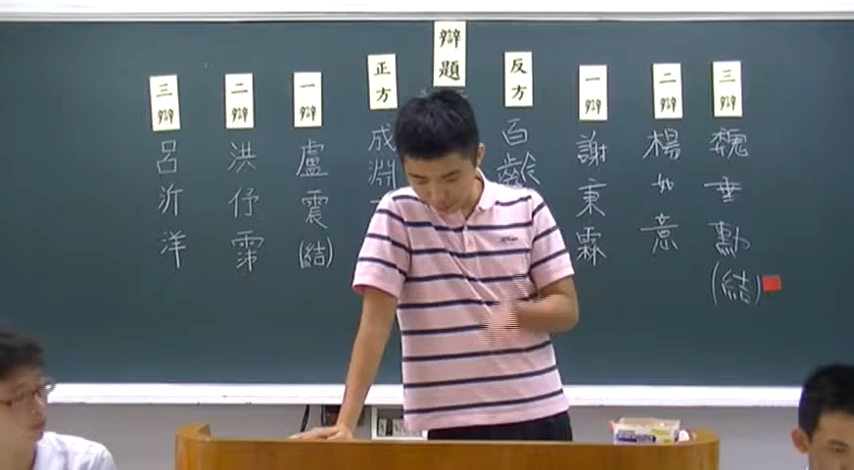 辯題
正方
反方
三辯
二辯
一辯
一辯
二辯
三辯
呂沂洋
洪伃霈
盧震(結)
成淵
百齡
謝秉霖
楊如意
魏垂勳(結)